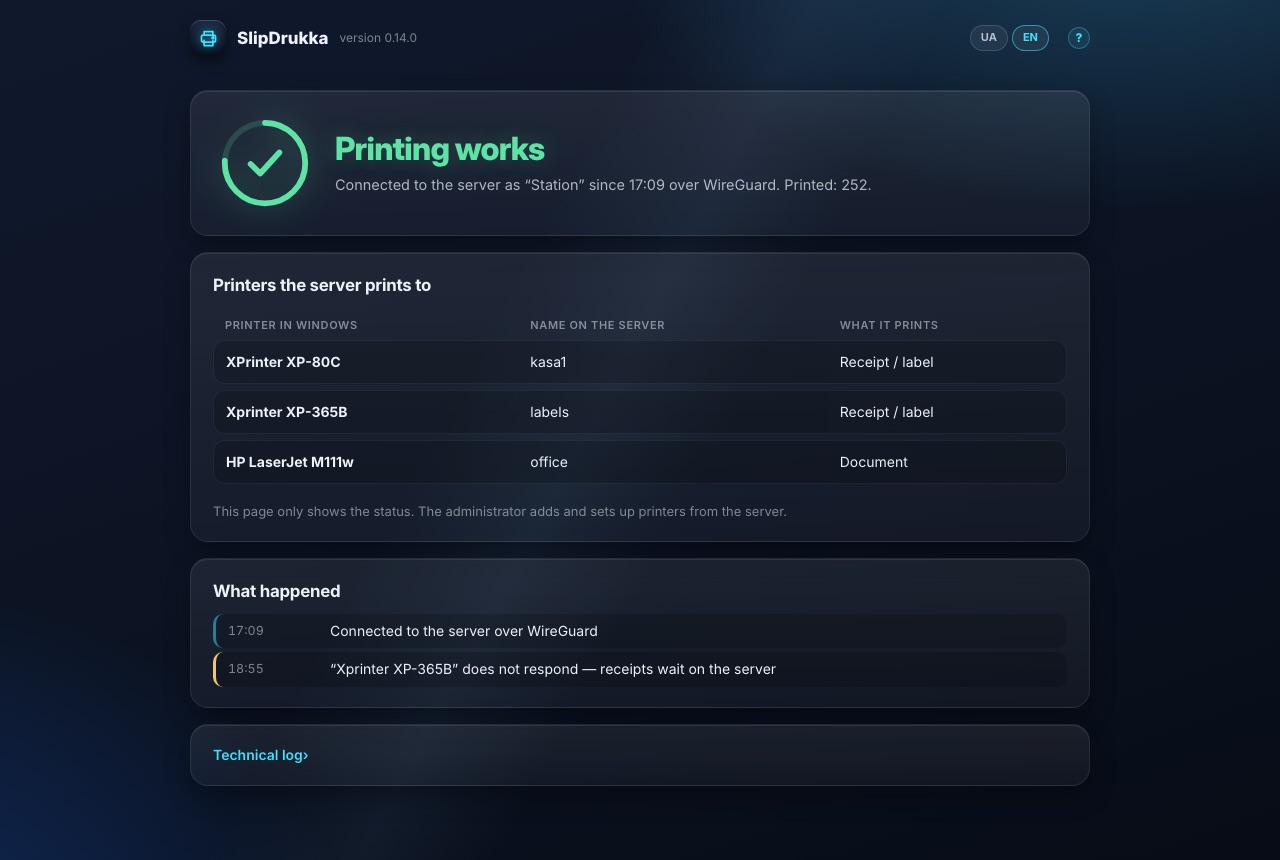 SlipDrukka version 0.14.0 UA EN ?
Printing works
Connected to the server as “Station” since 17:09 over WireGuard. Printed: 252.
Printers the server prints to
PRINTER IN WINDOWS NAME ON THE SERVER WHAT IT PRINTS
XPrinter XP-80C kasa1 Receipt / label
Xprinter XP-365B labels Receipt / label
HP LaserJet M111w office Document
This page only shows the status. The administrator adds and sets up printers from the server.
What happened
17:09 Connected to the server over WireGuard
18:55 “Xprinter XP-365B” does not respond — receipts wait on the server
Technical log›